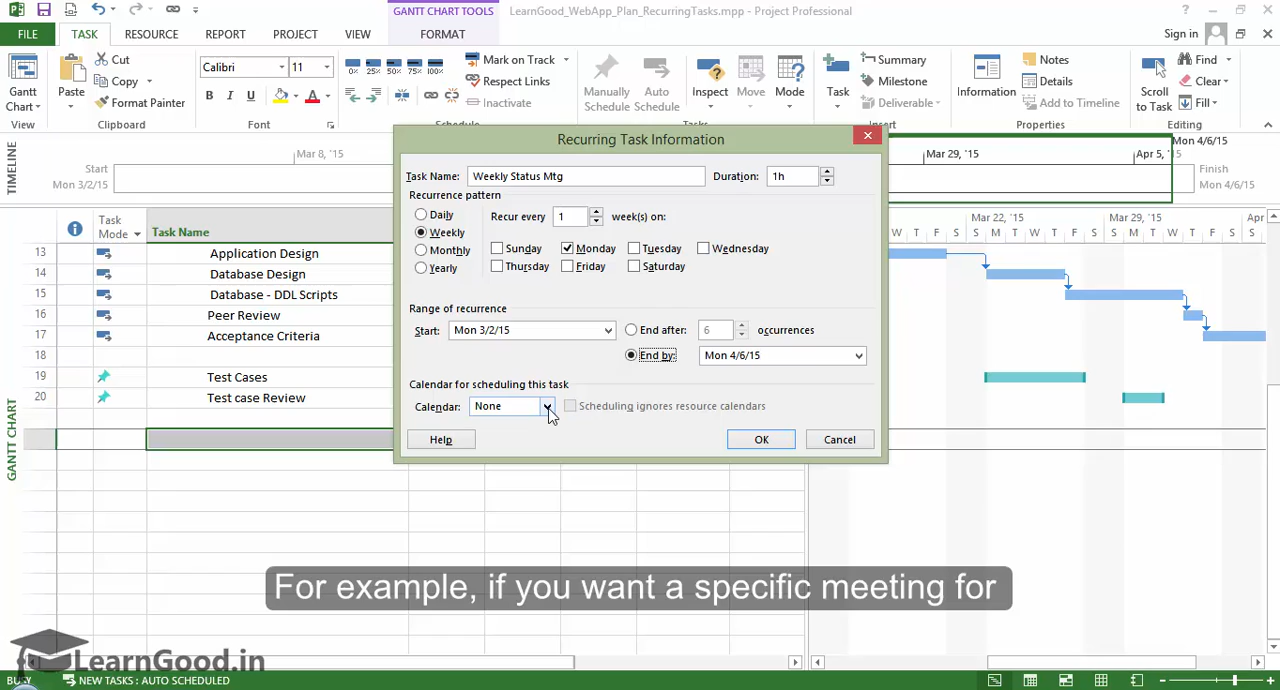 GANTT CHART TOOLS
LearnGood_WebApp_Plan_RecurringTasks.mpp - Project Professional
FILE TASK RESOURCE REPORT PROJECT VIEW FORMAT Sign in
Gantt Chart
View
Paste
Cut
Copy
Format Painter
Clipboard
Calibri 11
B I U A
Font
0% 25% 50% 75% 100%
Mark on Track
Respect Links
Inactivate
Schedule
Manually Schedule
Auto Schedule
Inspect
Move
Mode
Tasks
Task
Summary
Milestone
Deliverable
Insert
Information
Notes
Details
Add to Timeline
Properties
Scroll to Task
Find
Clear
Fill
Editing
TIMELINE
Start
Mon 3/2/15
Mar 8, '15
Mar 29, '15
Apr 5, '15
Mon 4/6/15
Finish
Wed 4/15/15
Recurring Task Information
Task Name: Weekly Status Mtg Duration: 1h
Recurrence pattern
Daily
Weekly
Monthly
Yearly
Recur every 1 week(s) on:
Sunday Monday Tuesday Wednesday
Thursday Friday Saturday
Range of recurrence
Start: Mon 3/2/15 End after: 6 occurrences
End by: Mon 4/6/15
Calendar for scheduling this task
Calendar: None Scheduling ignores resource calendars
Help OK Cancel
GANTT CHART
Task Mode
Task Name
13 Application Design
14 Database Design
15 Database - DDL Scripts
16 Peer Review
17 Acceptance Criteria
18
19 Test Cases
20 Test case Review
Mar 22, '15 Mar 29, '15 Apr
W T F S S M T W T F S S M T W T F S S
For example, if you want a specific meeting for
LearnGood.in
BUSY NEW TASKS : AUTO SCHEDULED